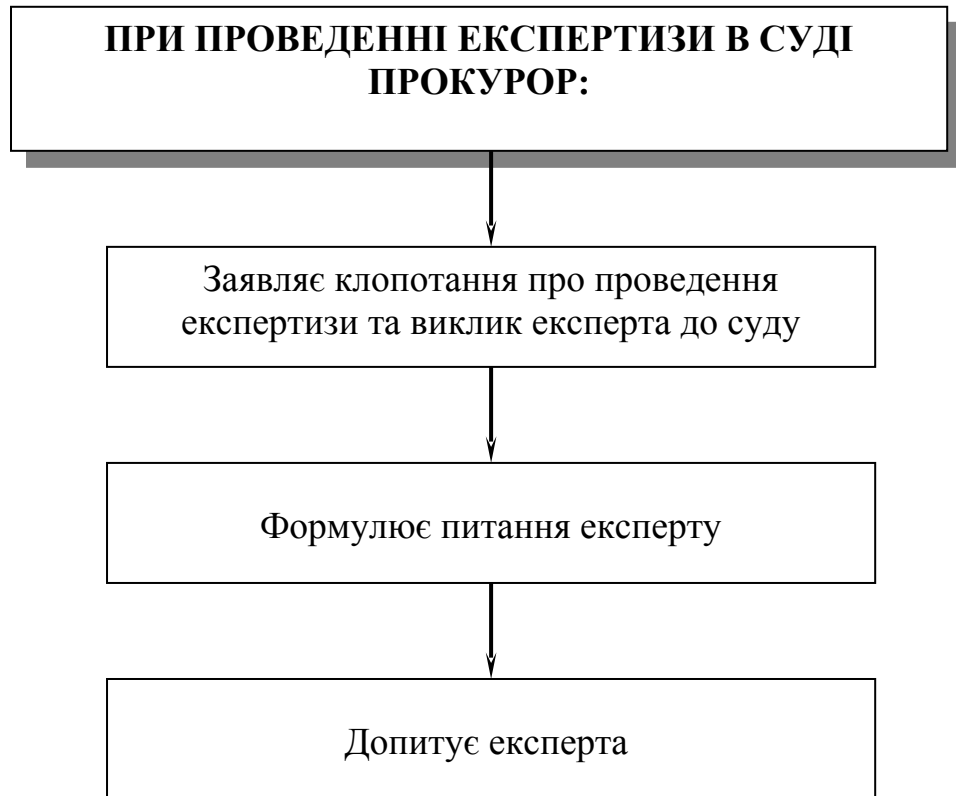 ПРИ ПРОВЕДЕННІ ЕКСПЕРТИЗИ В СУДІ
ПРОКУРОР:
Заявляє клопотання про проведення
експертизи та виклик експерта до суду
Формулює питання експерту
Допитує експерта